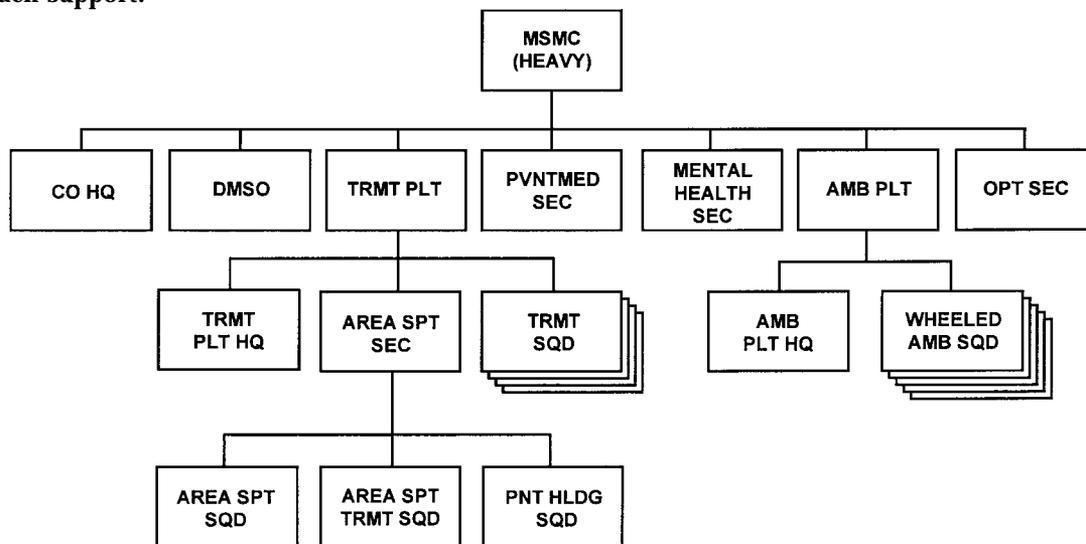 support.
MSMC
(HEAVY)
CO HQ
DMSO
TRMT PLT
PVNTMED
SEC
MENTAL
HEALTH
SEC
AMB PLT
OPT SEC
TRMT
PLT HQ
AREA SPT
SEC
TRMT
SQD
AMB
PLT HQ
WHEELED
AMB SQD
AREA SPT
SQD
AREA SPT
TRMT SQD
PNT HLDG
SQD